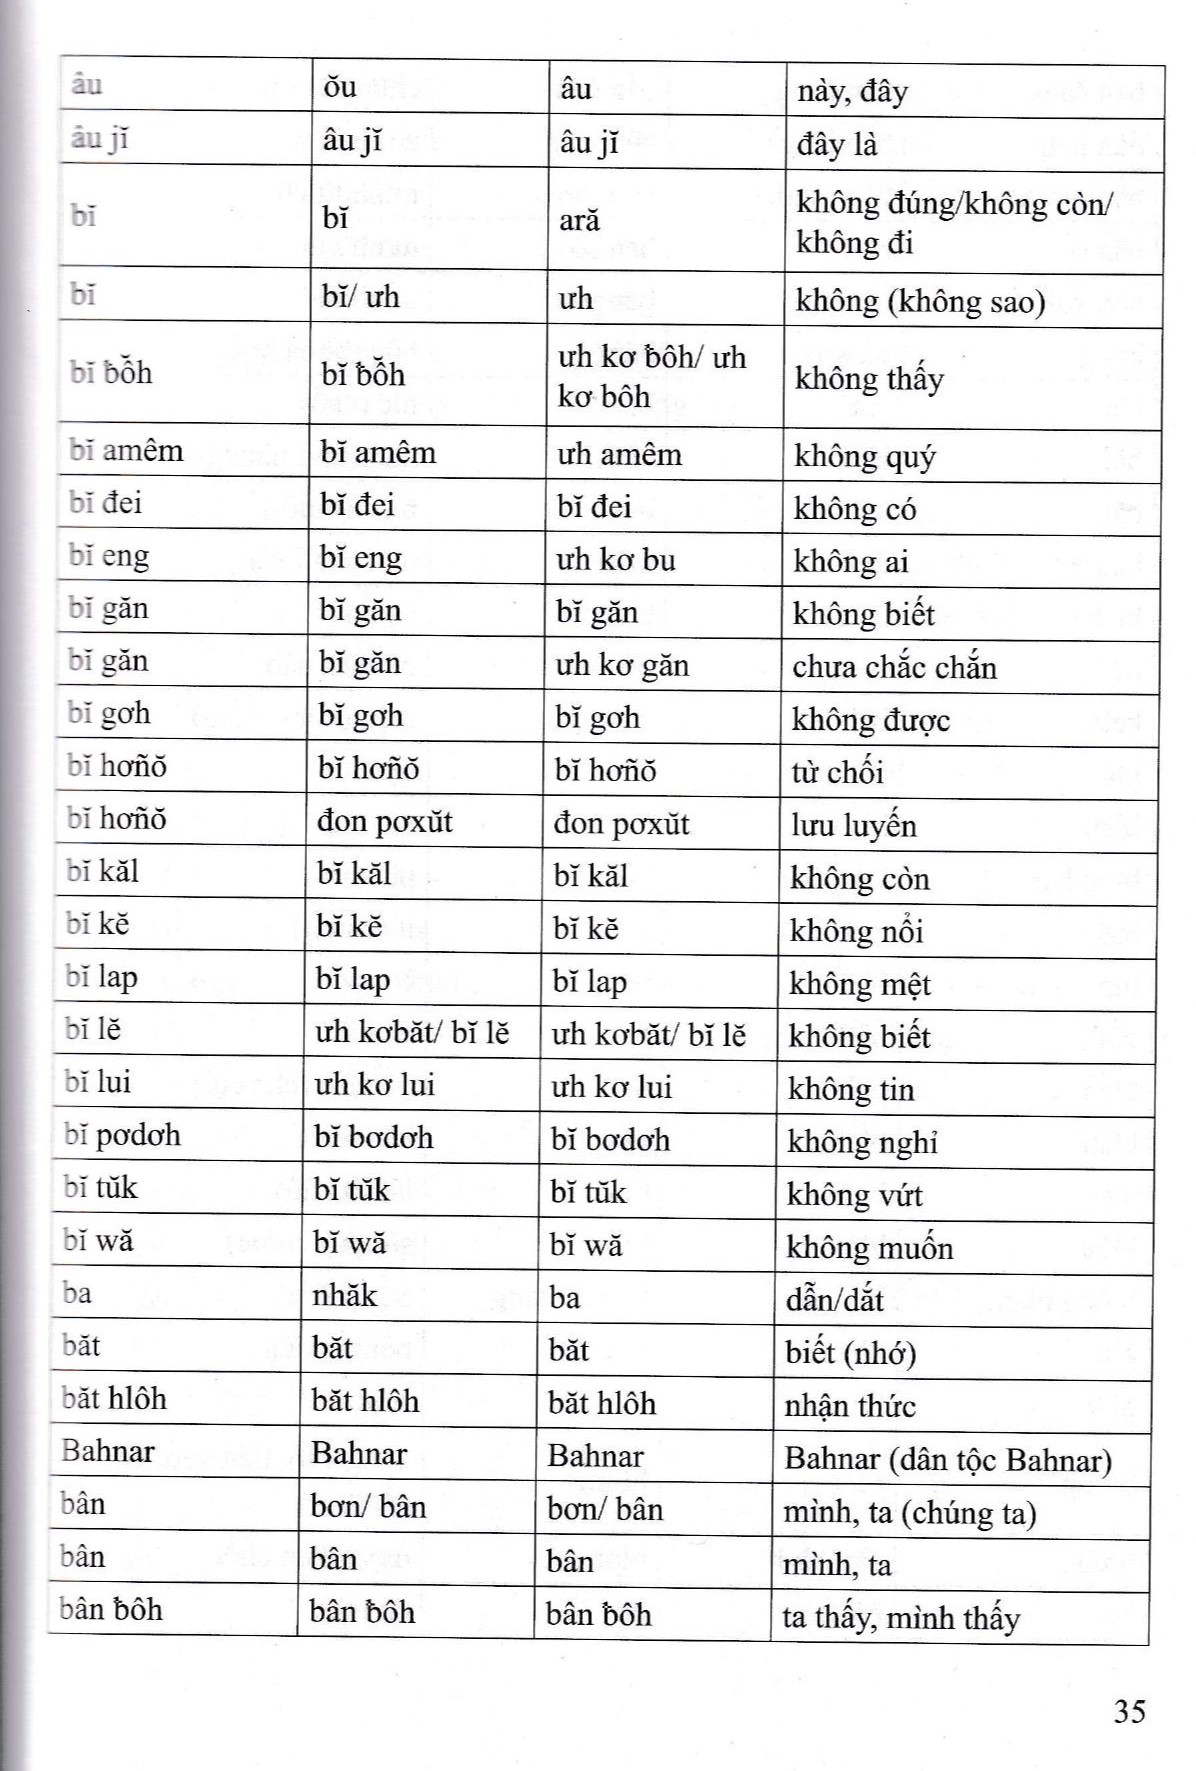 âu ŏu âu này, đây
âu jĭ âu jĭ âu jĭ đây là
bĭ bĭ ară không đúng/không còn/
không đi
bĭ bĭ/ ưh ưh không (không sao)
bĭ ƀô̆h bĭ ƀô̆h ưh kơ ƀôh/ ưh
kơ bôh không thấy
bĭ amêm bĭ amêm ưh amêm không quý
bĭ đei bĭ đei bĭ đei không có
bĭ eng bĭ eng ưh kơ bu không ai
bĭ găn bĭ găn bĭ găn không biết
bĭ găn bĭ găn ưh kơ găn chưa chắc chắn
bĭ gơh bĭ gơh bĭ gơh không được
bĭ hơñŏ bĭ hơñŏ bĭ hơñŏ từ chối
bĭ hơñŏ đon pơxŭt đon pơxŭt lưu luyến
bĭ kăl bĭ kăl bĭ kăl không còn
bĭ kĕ bĭ kĕ bĭ kĕ không nổi
bĭ lap bĭ lap bĭ lap không mệt
bĭ lĕ ưh kơbăt/ bĭ lĕ ưh kơbăt/ bĭ lĕ không biết
bĭ lui ưh kơ lui ưh kơ lui không tin
bĭ pơdơh bĭ bơdơh bĭ bơdơh không nghỉ
bĭ tŭk bĭ tŭk bĭ tŭk không vứt
bĭ wă bĭ wă bĭ wă không muốn
ba nhăk ba dẫn/dắt
băt băt băt biết (nhớ)
băt hlôh băt hlôh băt hlôh nhận thức
Bahnar Bahnar Bahnar Bahnar (dân tộc Bahnar)
bân bơn/ bân bơn/ bân mình, ta (chúng ta)
bân bân bân mình, ta
bân ƀôh bân ƀôh bân ƀôh ta thấy, mình thấy
35